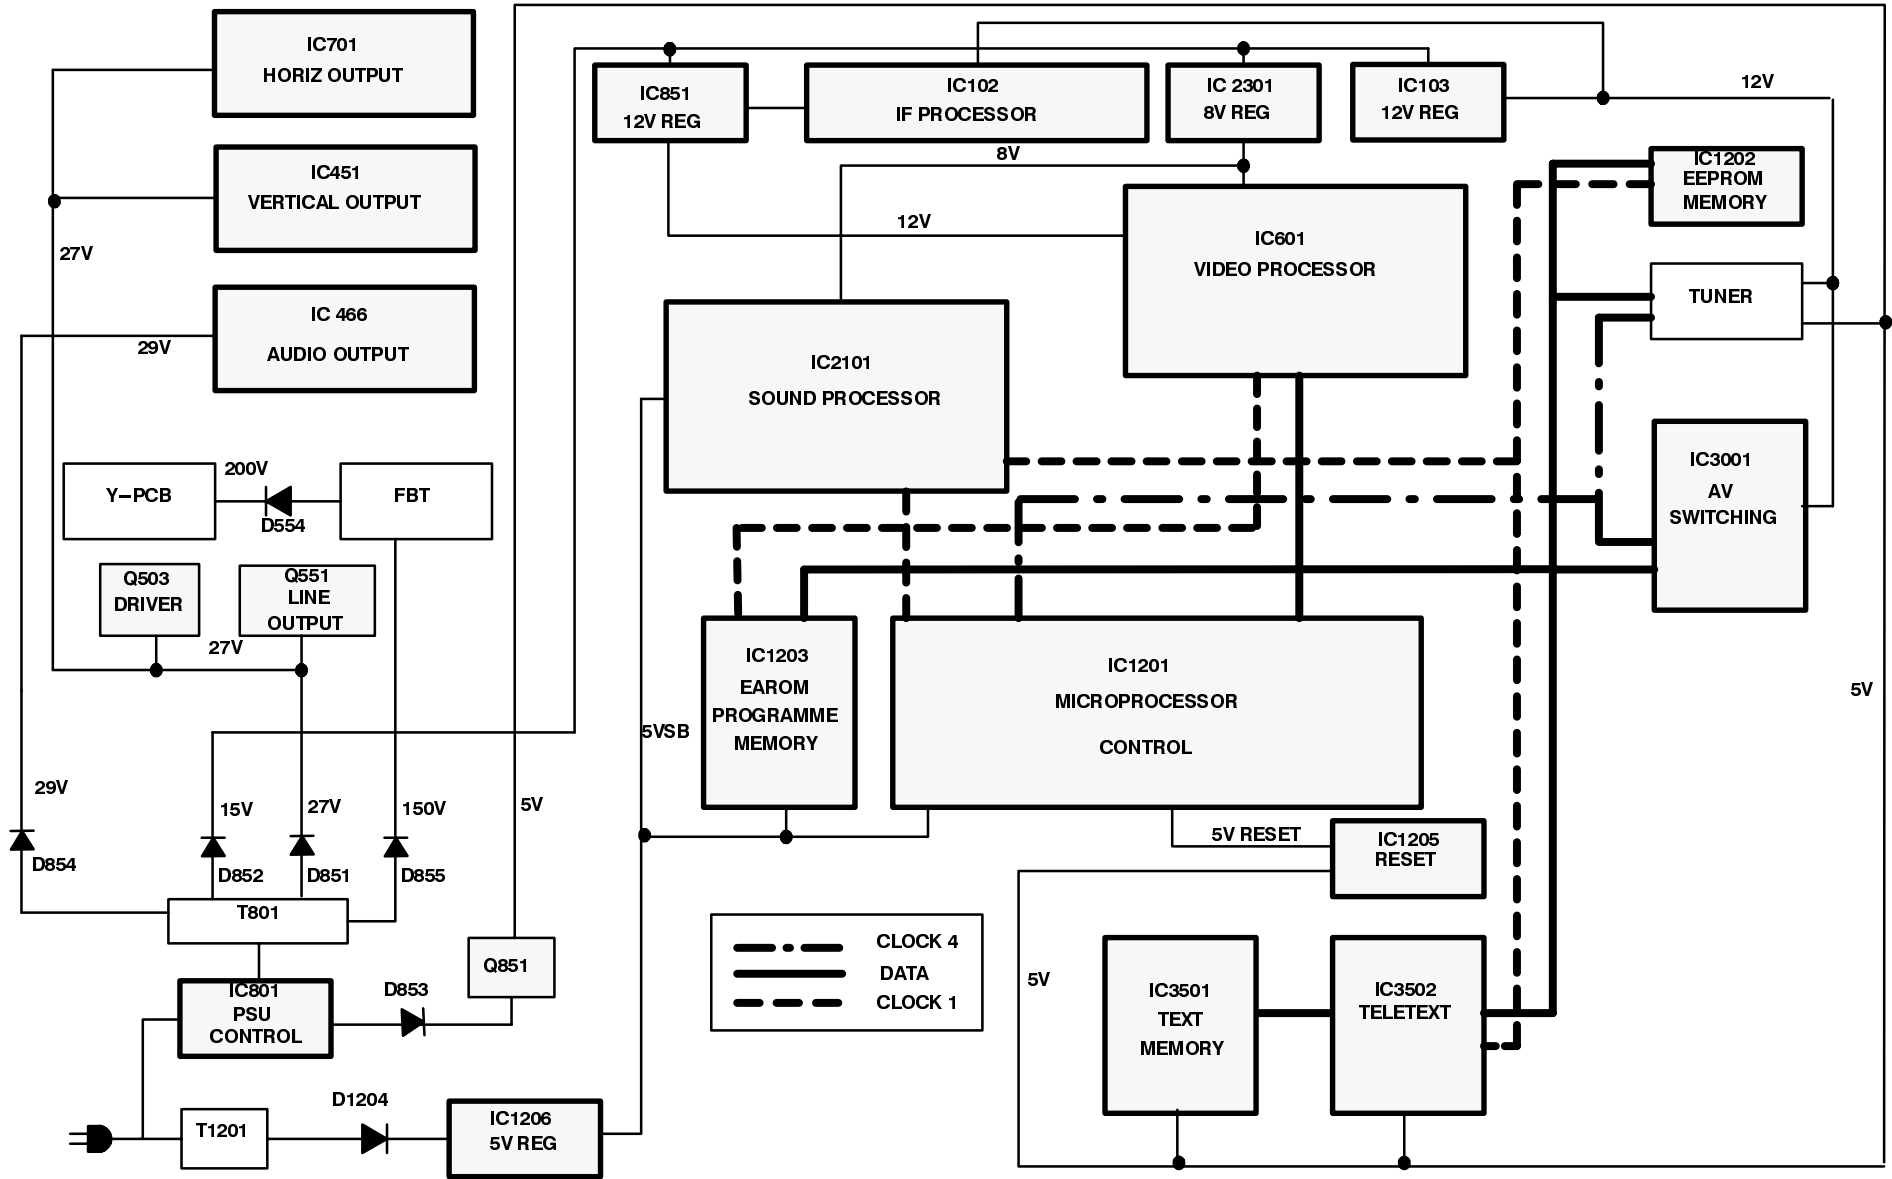 IC701
HORIZ OUTPUT
IC451
VERTICAL OUTPUT
27V
IC 466
AUDIO OUTPUT
29V
Y-PCB
200V
D554
FBT
Q503
DRIVER
Q551
LINE
OUTPUT
27V
29V
15V
27V
150V
5V
D854
D852
D851
D855
T801
IC801
PSU
CONTROL
D853
Q851
T1201
D1204
IC1206
5V REG
IC851
12V REG
IC102
IF PROCESSOR
IC 2301
8V REG
IC103
12V REG
12V
8V
12V
IC601
VIDEO PROCESSOR
IC1202
EEPROM
MEMORY
TUNER
IC2101
SOUND PROCESSOR
IC3001
AV
SWITCHING
IC1203
EAROM
PROGRAMME
MEMORY
5VSB
IC1201
MICROPROCESSOR
CONTROL
5V
5V RESET
IC1205
RESET
CLOCK 4
DATA
CLOCK 1
5V
IC3501
TEXT
MEMORY
IC3502
TELETEXT